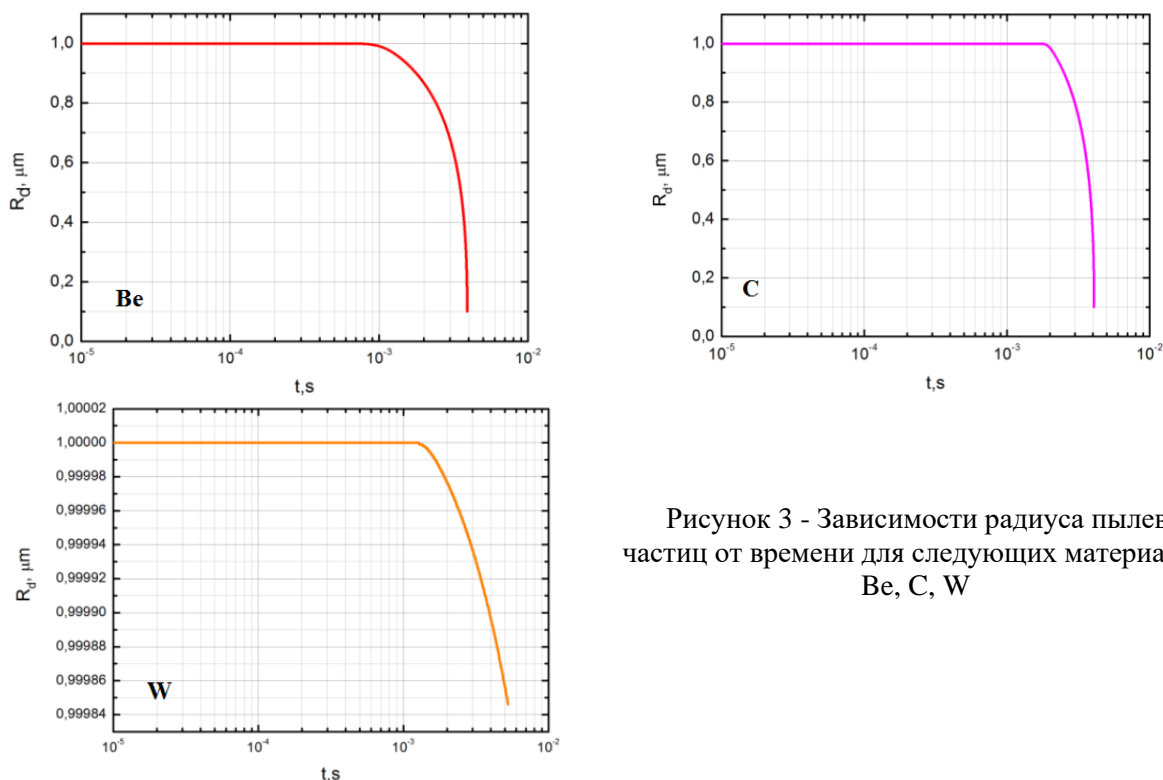 1,0
0,8
0,6
0,4
0,2
0,0
R_d, μm
Be
10⁻⁵ 10⁻⁴ 10⁻³ 10⁻²
t,s
1,0
0,8
0,6
0,4
0,2
0,0
R_d, μm
C
10⁻⁵ 10⁻⁴ 10⁻³ 10⁻²
t,s
1,00002
1,00000
0,99998
0,99996
0,99994
0,99992
0,99990
0,99988
0,99986
0,99984
R_d, μm
W
10⁻⁵ 10⁻⁴ 10⁻³ 10⁻²
t,s
Рисунок 3 - Зависимости радиуса пылев
частиц от времени для следующих материа
Be, C, W